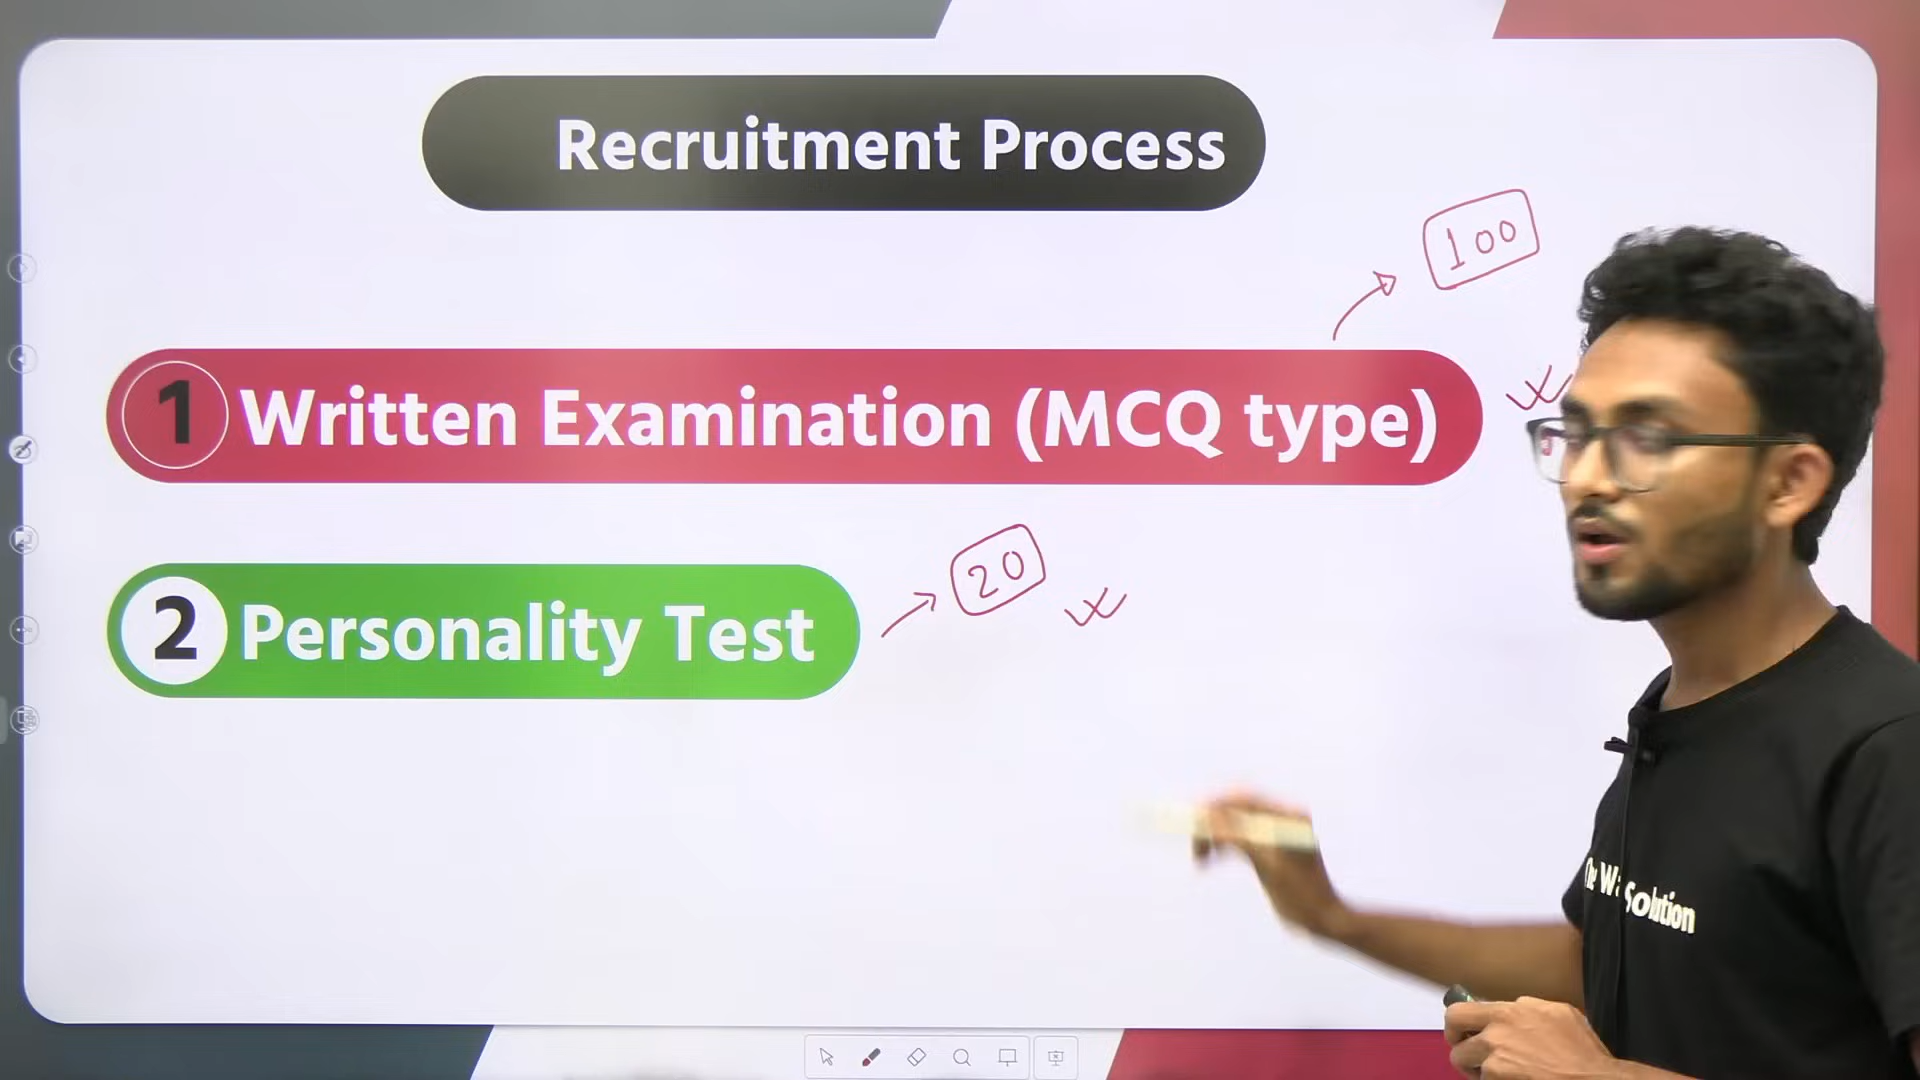 Recruitment Process
100
1 Written Examination (MCQ type)
20
2 Personality Test
Solution